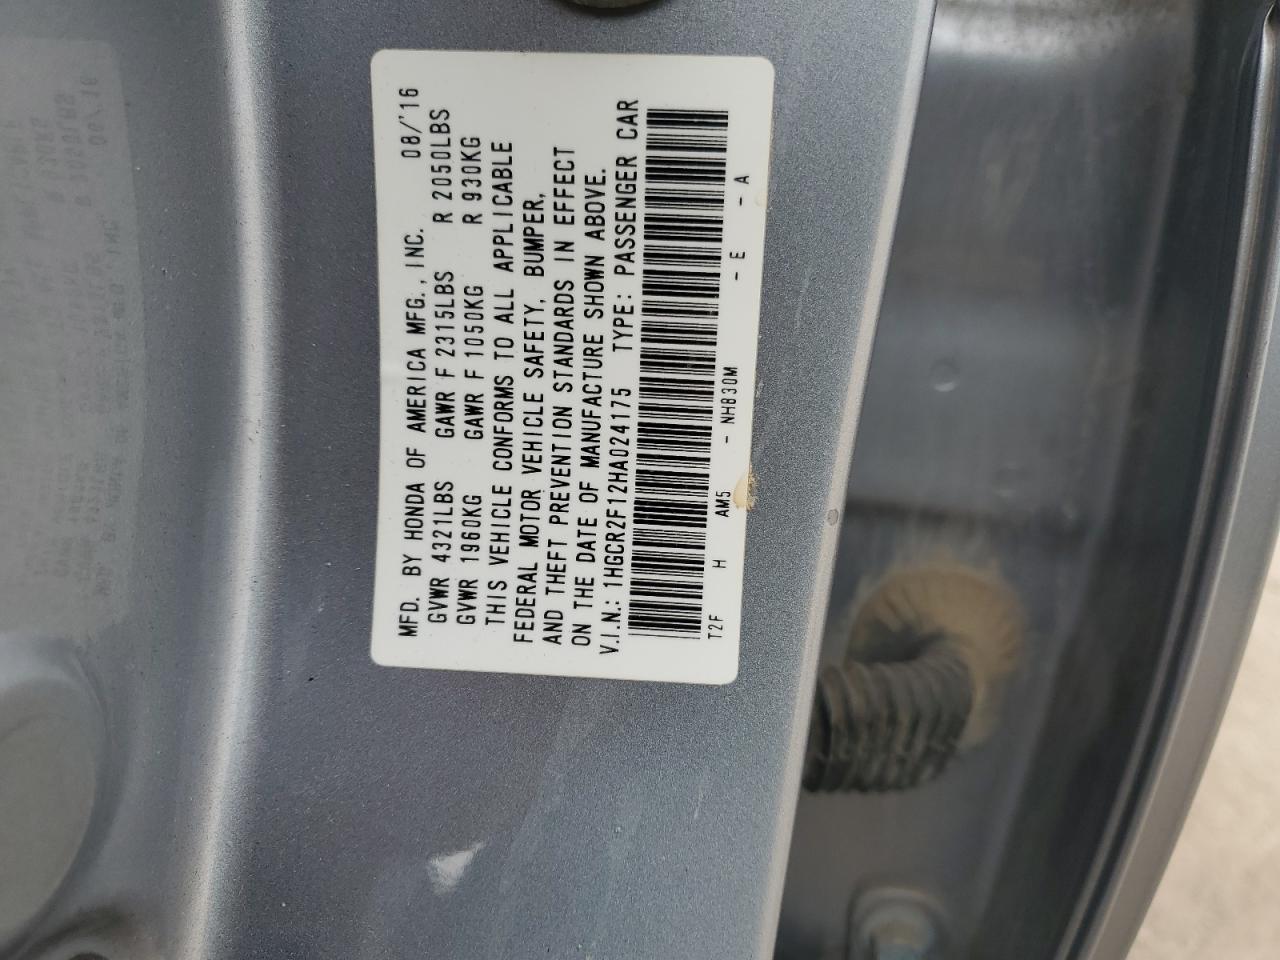 MFD. BY HONDA OF AMERICA MFG., INC. 08/'16
GVWR 4321LBS GAWR F 2315LBS R 2050LBS
GVWR 1960KG GAWR F 1050KG R 930KG
THIS VEHICLE CONFORMS TO ALL APPLICABLE
FEDERAL MOTOR VEHICLE SAFETY, BUMPER,
AND THEFT PREVENTION STANDARDS IN EFFECT
ON THE DATE OF MANUFACTURE SHOWN ABOVE.
V.I.N.: 1HGCR2F12HA024175 TYPE: PASSENGER CAR
T2F H AM5 - NH830M - E - A